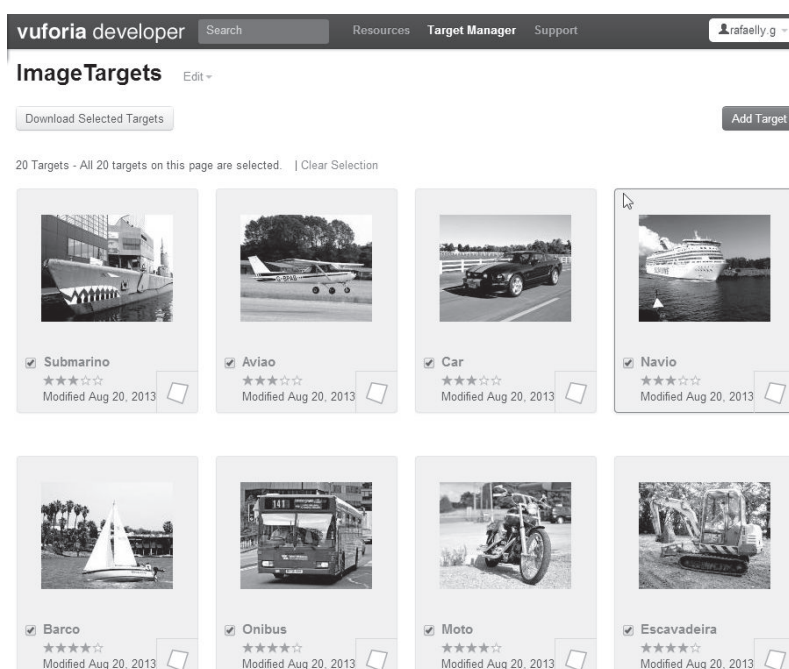 vuforia developer Search Resources Target Manager Support rafaelly.g
ImageTargets Edit
Download Selected Targets Add Target
20 Targets - All 20 targets on this page are selected. | Clear Selection
G-BPAB
Submarino Aviao Car Navio
Modified Aug 20, 2013 Modified Aug 20, 2013 Modified Aug 20, 2013 Modified Aug 20, 2013
141
Barco Onibus Moto Escavadeira
Modified Aug 20, 2013 Modified Aug 20, 2013 Modified Aug 20, 2013 Modified Aug 20, 2013